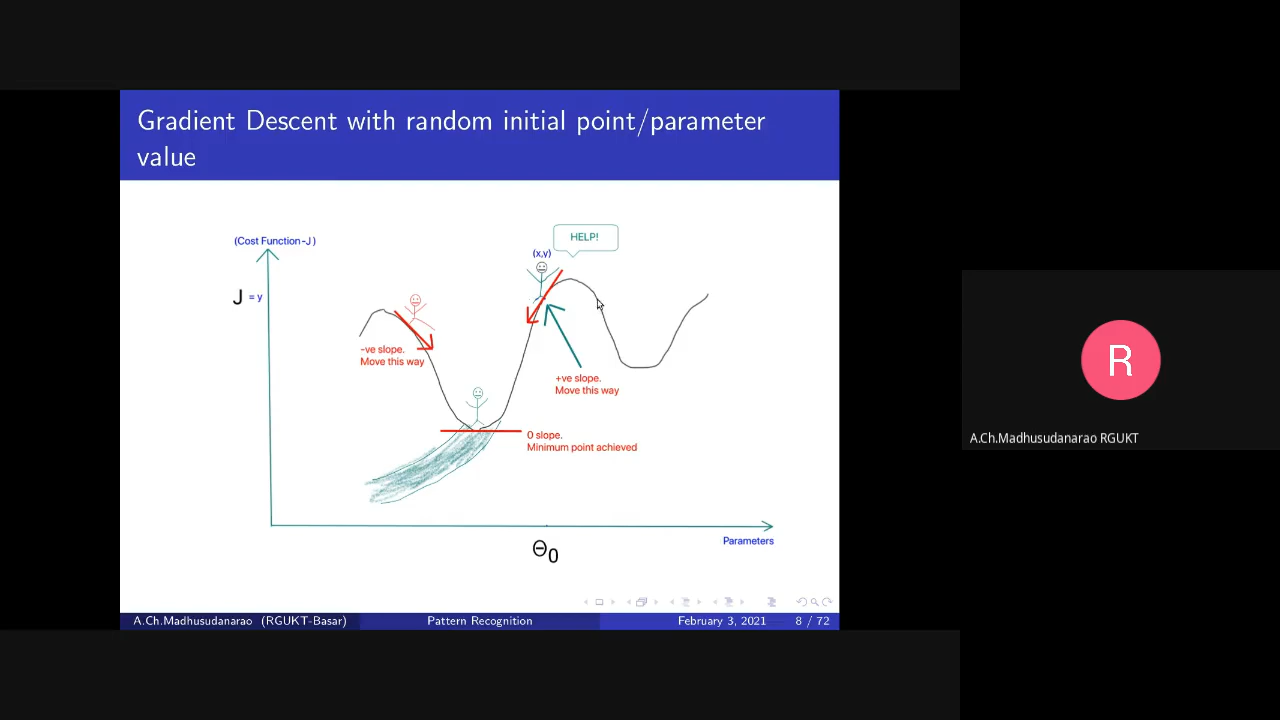 Gradient Descent with random initial point/parameter
value
(Cost Function-J)
HELP!
(x,y)
J = y
-ve slope.
Move this way
+ve slope.
Move this way
0 slope.
Minimum point achieved
Parameters
Θ0
A.Ch.Madhusudanarao (RGUKT-Basar) Pattern Recognition February 3, 2021 8 / 72
R
A.Ch.Madhusudanarao RGUKT